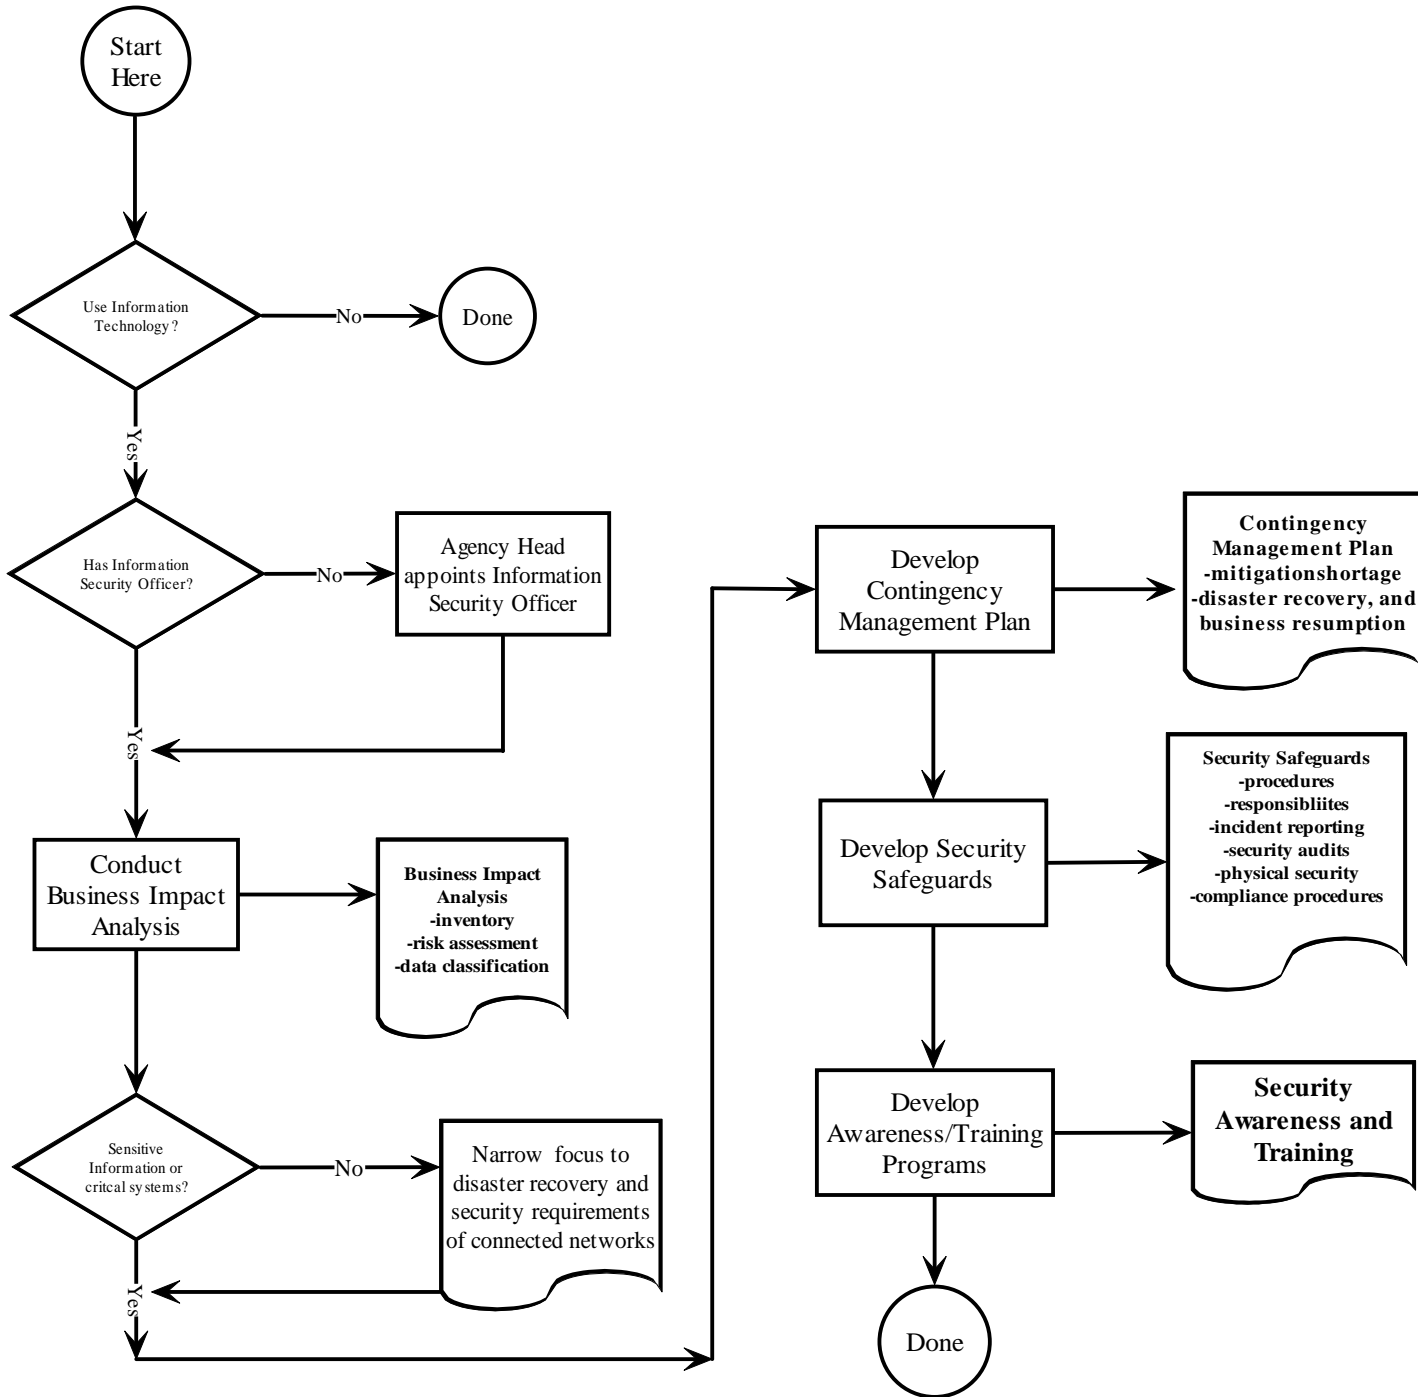 Start
Here
Use Information
Technology?
No
Done
Yes
Has Information
Security Officer?
No
Agency Head
appoints Information
Security Officer
Yes
Conduct
Business Impact
Analysis
Business Impact
Analysis
-inventory
-risk assessment
-data classification
Sensitive
Information or
critcal systems?
No
Narrow focus to
disaster recovery and
security requirements
of connected networks
Yes
Develop
Contingency
Management Plan
Contingency
Management Plan
-mitigationshortage
-disaster recovery, and
business resumption
Develop Security
Safeguards
Security Safeguards
-procedures
-responsibliites
-incident reporting
-security audits
-physical security
-compliance procedures
Develop
Awareness/Training
Programs
Security
Awareness and
Training
Done